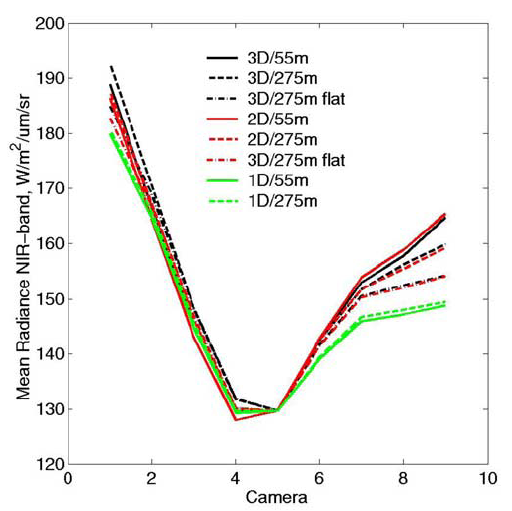 200
190
180
170
160
150
140
130
120
Mean Radiance NIR-band, W/m²/um/sr
3D/55m
3D/275m
3D/275m flat
2D/55m
2D/275m
3D/275m flat
1D/55m
1D/275m
0 2 4 6 8 10
Camera